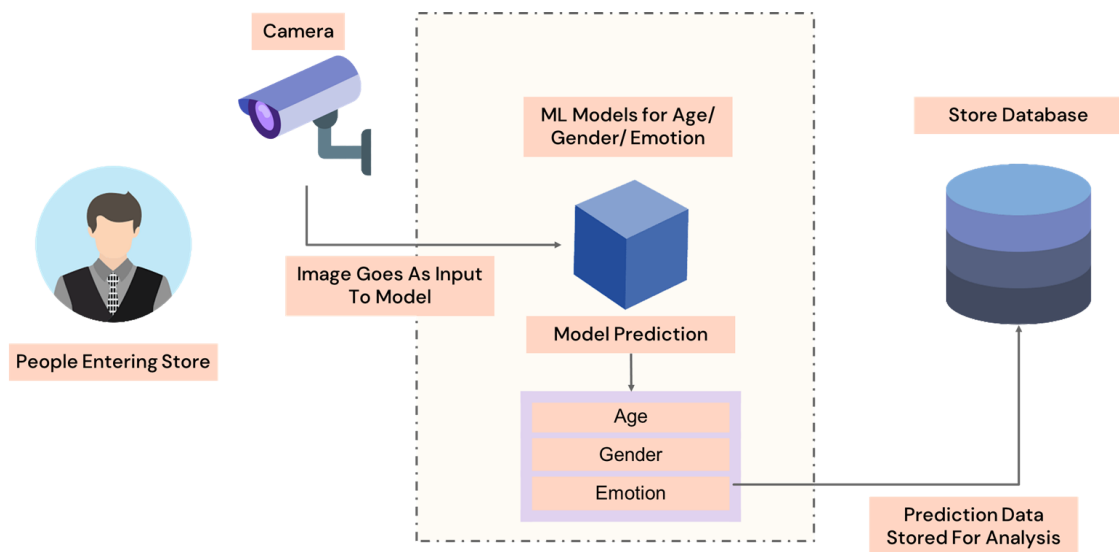 Camera
ML Models for Age/
Gender/ Emotion
Store Database
Image Goes As Input
To Model
People Entering Store
Model Prediction
Age
Gender
Emotion
Prediction Data
Stored For Analysis